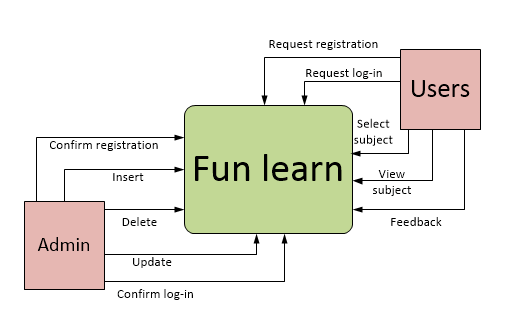 Request registration
Request log-in
Users
Select
subject
Confirm registration
Fun learn
Insert
View
subject
Delete
Feedback
Admin
Update
Confirm log-in